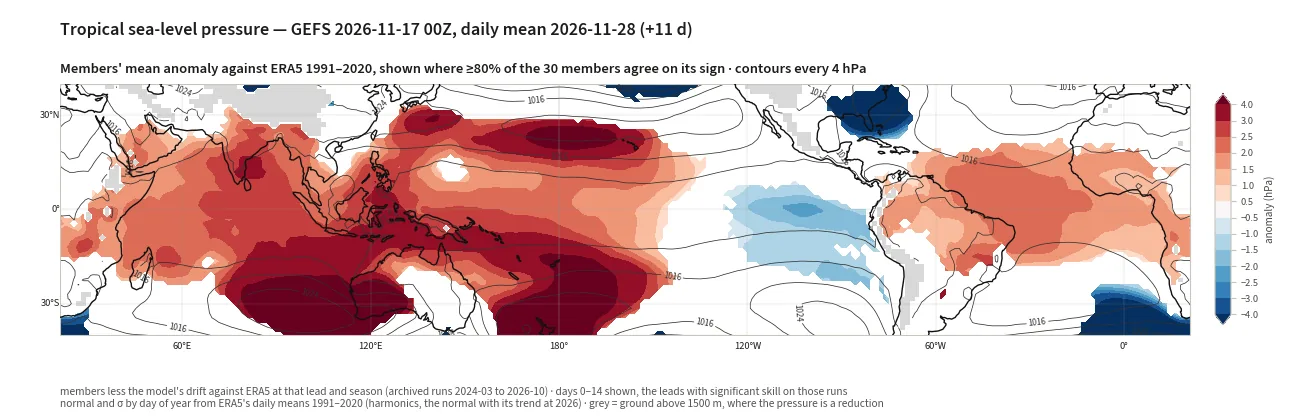 Tropical sea-level pressure — GEFS 2026-11-17 00Z, daily mean 2026-11-28 (+11 d)
Members' mean anomaly against ERA5 1991–2020, shown where ≥80% of the 30 members agree on its sign · contours every 4 hPa
1024
1024
1016
1016
1016
1016
30°N
0°
30°S
1016
1016
1016
1024
1016
1016
1016
1024
1016
60°E
120°E
180°
120°W
60°W
0°
4.0
3.0
2.5
2.0
1.5
1.0
0.5
−0.5
−1.0
−1.5
−2.0
−2.5
−3.0
−4.0
anomaly (hPa)
members less the model's drift against ERA5 at that lead and season (archived runs 2024-03 to 2026-10) · days 0–14 shown, the leads with significant skill on those runs
normal and σ by day of year from ERA5's daily means 1991–2020 (harmonics, the normal with its trend at 2026) · grey = ground above 1500 m, where the pressure is a reduction